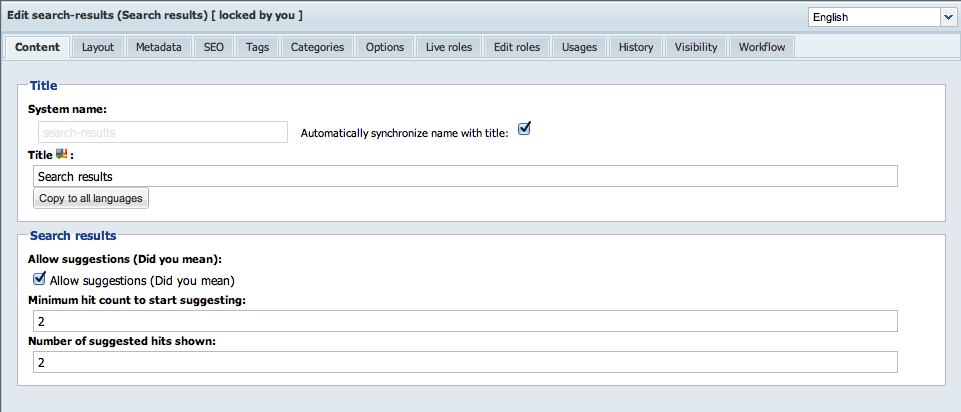 Edit search-results (Search results) [ locked by you ]
English
Content Layout Metadata SEO Tags Categories Options Live roles Edit roles Usages History Visibility Workflow
Title
System name:
search-results Automatically synchronize name with title:
Title :
Search results
Copy to all languages
Search results
Allow suggestions (Did you mean):
Allow suggestions (Did you mean)
Minimum hit count to start suggesting:
2
Number of suggested hits shown:
2